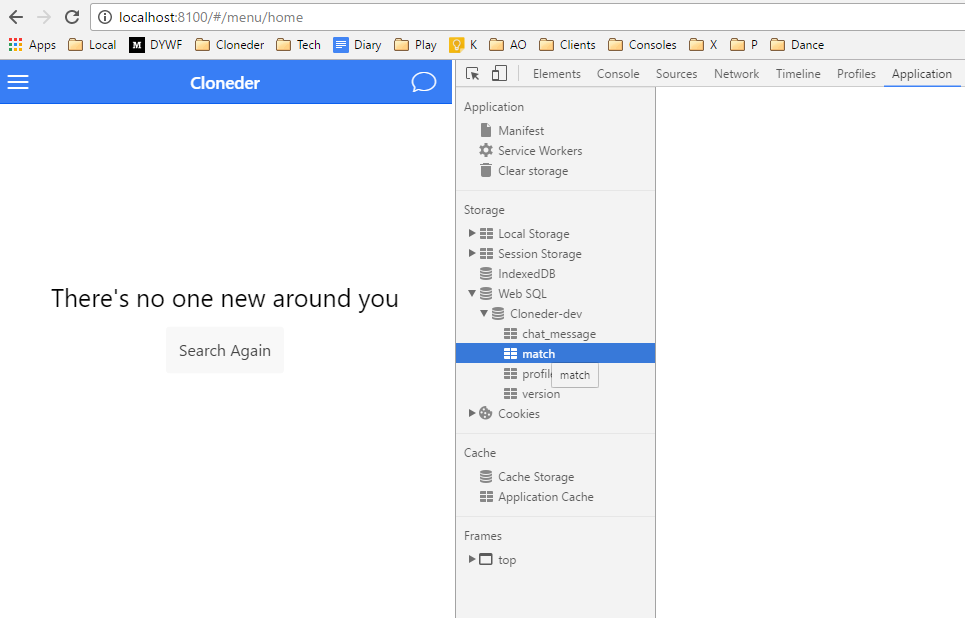 localhost:8100/#/menu/home
Apps Local M DYWF Cloneder Tech Diary Play K AO Clients Consoles X P Dance
Cloneder
Elements Console Sources Network Timeline Profiles Application
There's no one new around you
Search Again
Application
Manifest
Service Workers
Clear storage
Storage
Local Storage
Session Storage
IndexedDB
Web SQL
Cloneder-dev
chat_message
match
profile
match
version
Cookies
Cache
Cache Storage
Application Cache
Frames
top